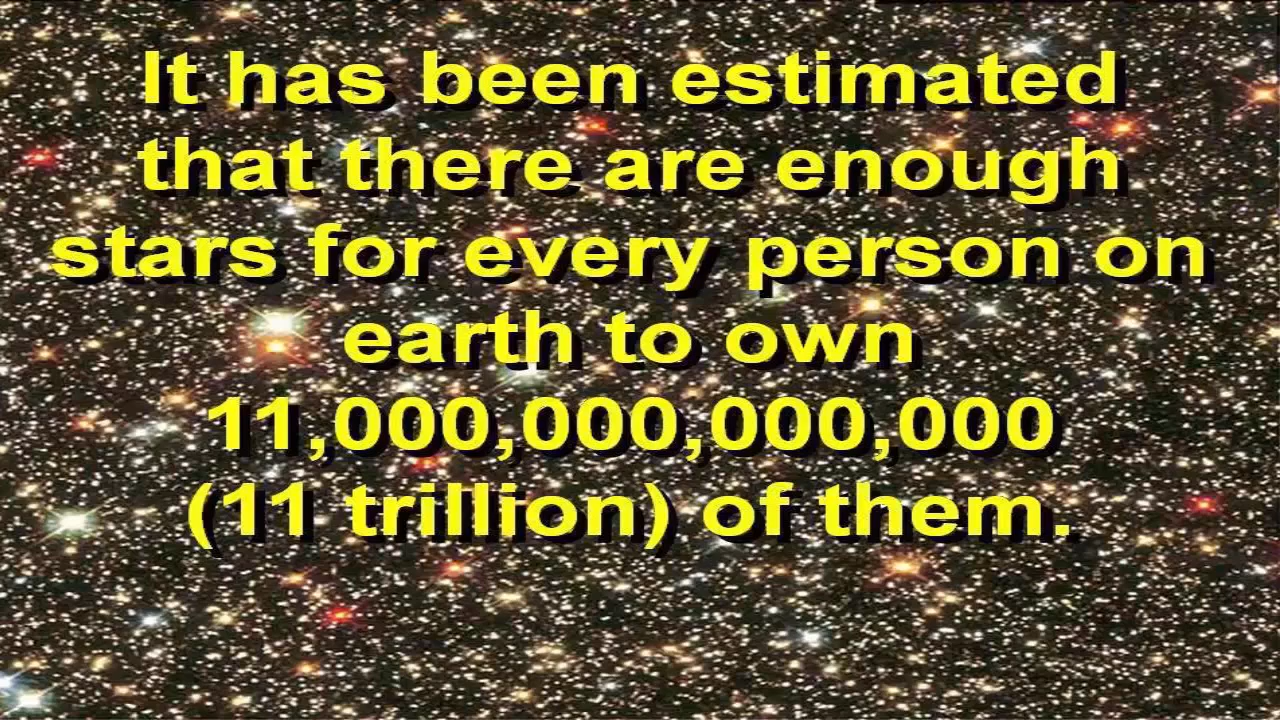 It has been estimated
that there are enough
stars for every person on
earth to own
11,000,000,000,000
(11 trillion) of them.